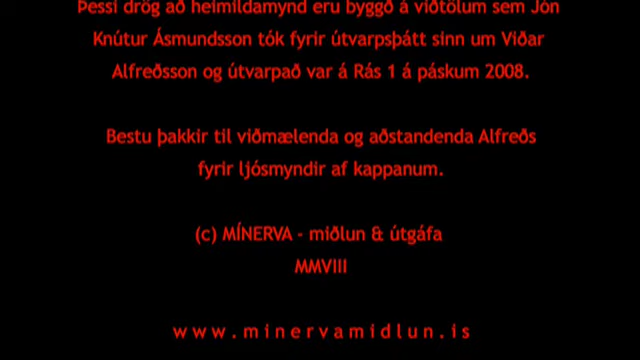 Þessi drög að heimildamynd eru byggð á viðtölum sem Jón
Knútur Ásmundsson tók fyrir útvarpsþátt sinn um Viðar
Alfreðsson og útvarpað var á Rás 1 á páskum 2008.
Bestu þakkir til viðmælenda og aðstandenda Alfreðs
fyrir ljósmyndir af kappanum.
(c) MÍNERVA - miðlun & útgáfa
MMVIII
www.minervamidlun.is